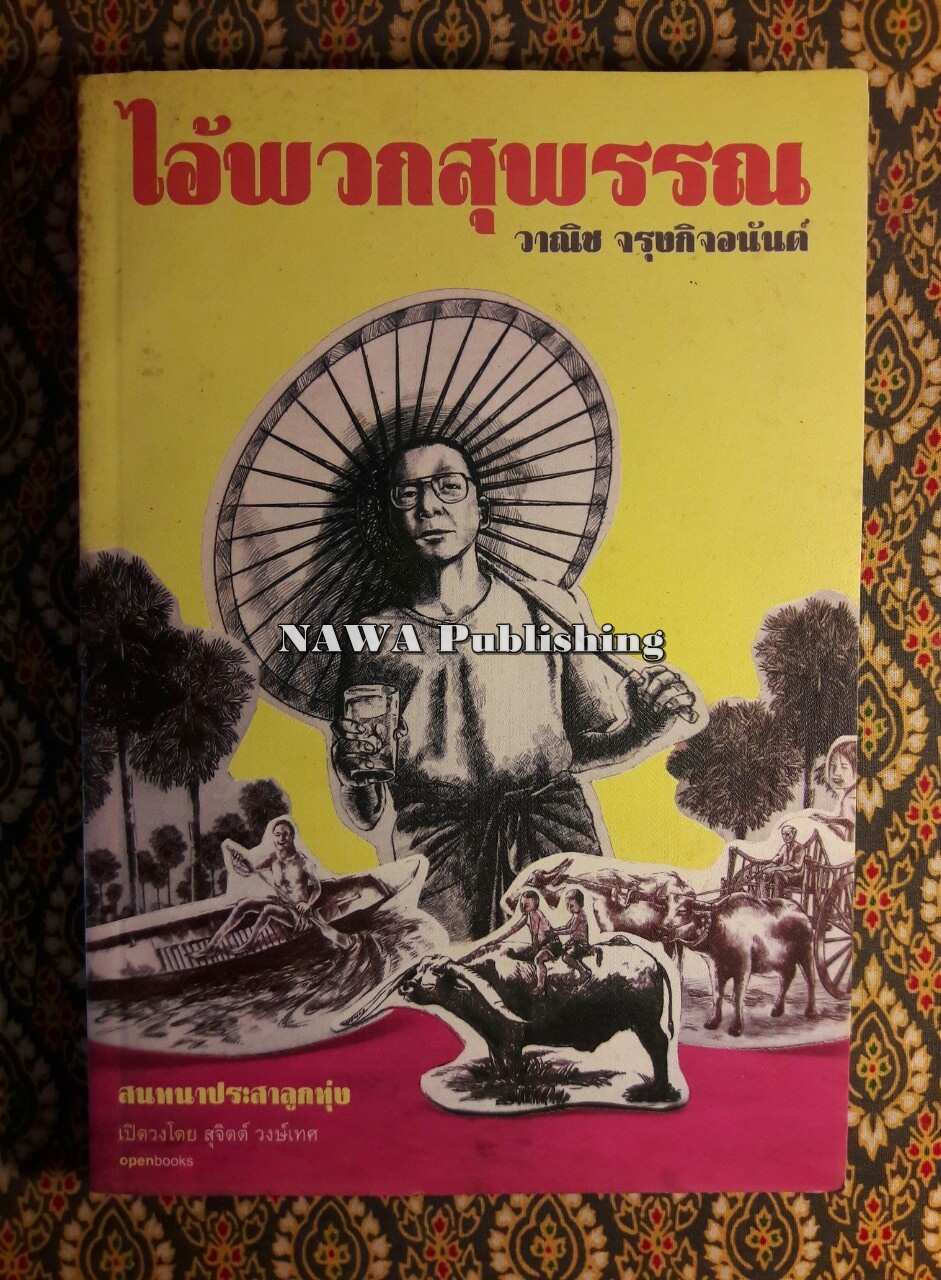 ไอ้พวกสุพรรณ
วาณิช จรุงกิจอนันต์
NAWA Publishing
สนทนาประสาลูกทุ่ง
เปิดวงโดย สุจิตต์ วงษ์เทศ
openbooks